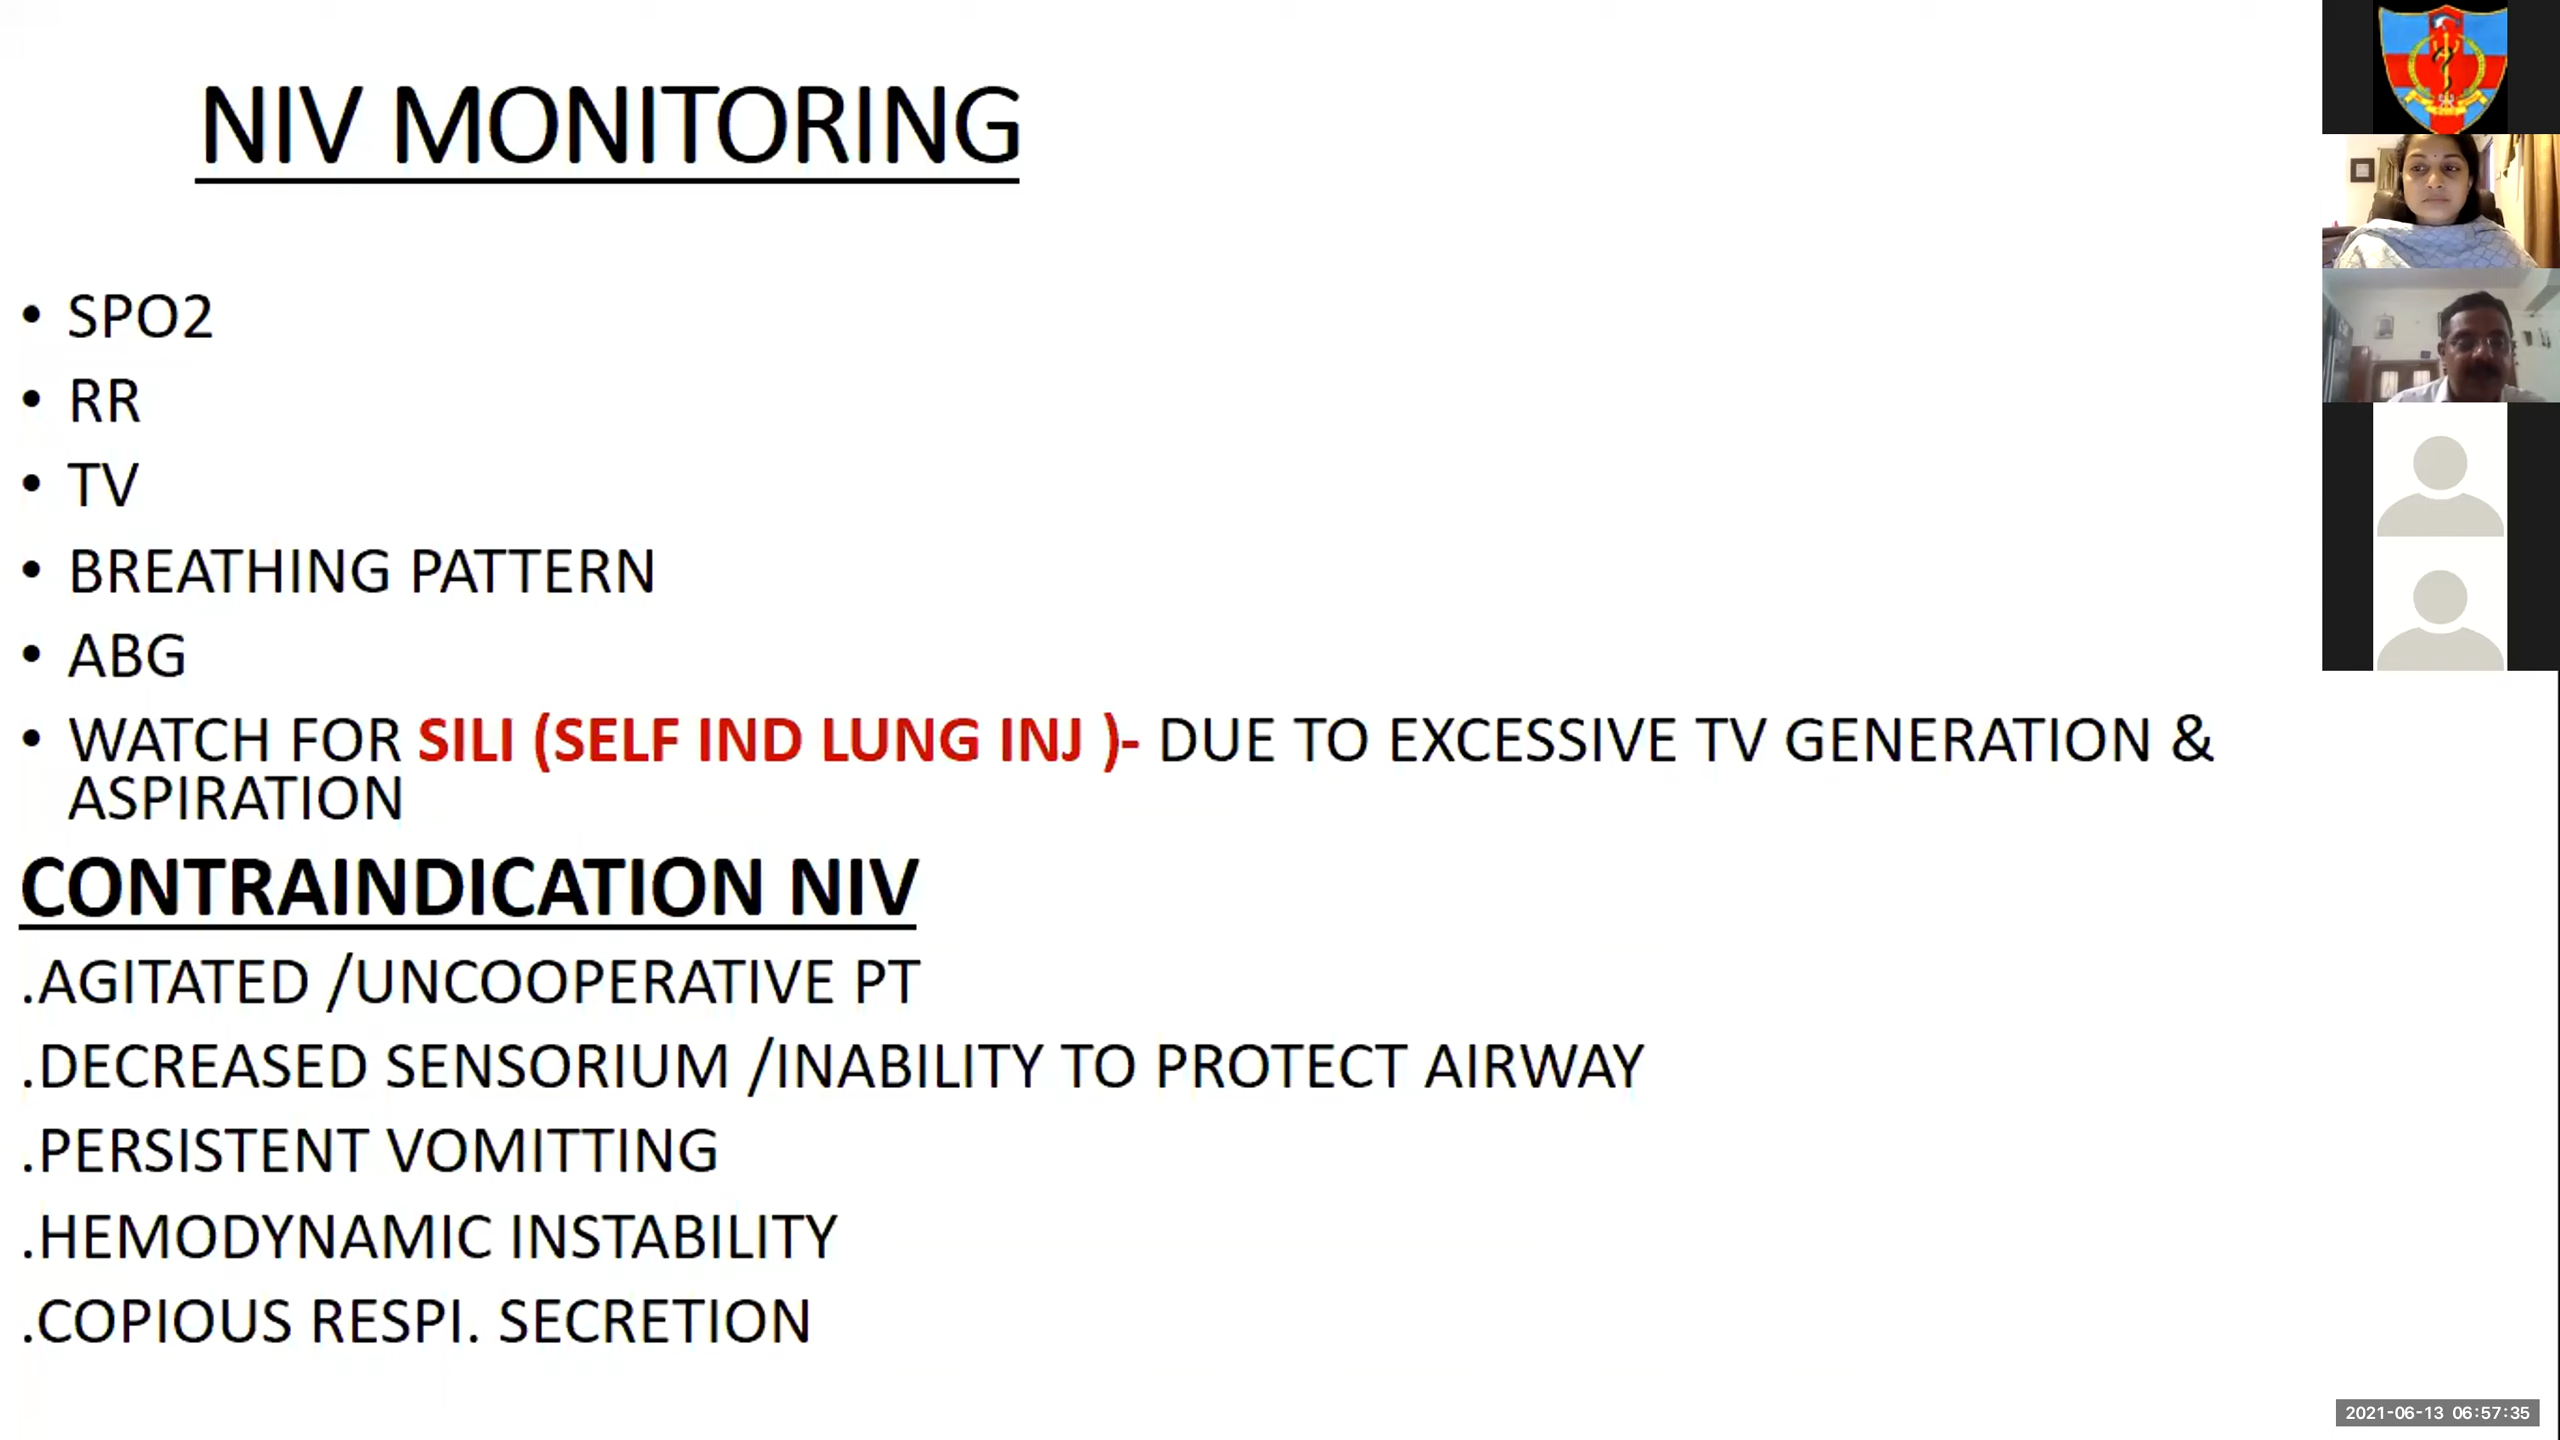 NIV MONITORING
• SPO2
• RR
• TV
• BREATHING PATTERN
• ABG
• WATCH FOR SILI (SELF IND LUNG INJ )- DUE TO EXCESSIVE TV GENERATION &
ASPIRATION
CONTRAINDICATION NIV
.AGITATED /UNCOOPERATIVE PT
.DECREASED SENSORIUM /INABILITY TO PROTECT AIRWAY
.PERSISTENT VOMITTING
.HEMODYNAMIC INSTABILITY
.COPIOUS RESPI. SECRETION
2021-06-13 06:57:35